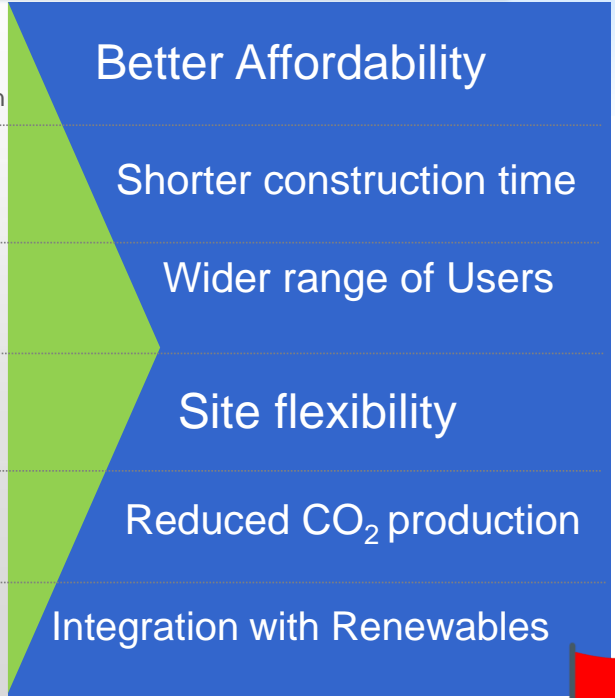 Better Affordability
n
Shorter construction time
Wider range of Users
Site flexibility
Reduced CO₂ production
Integration with Renewables